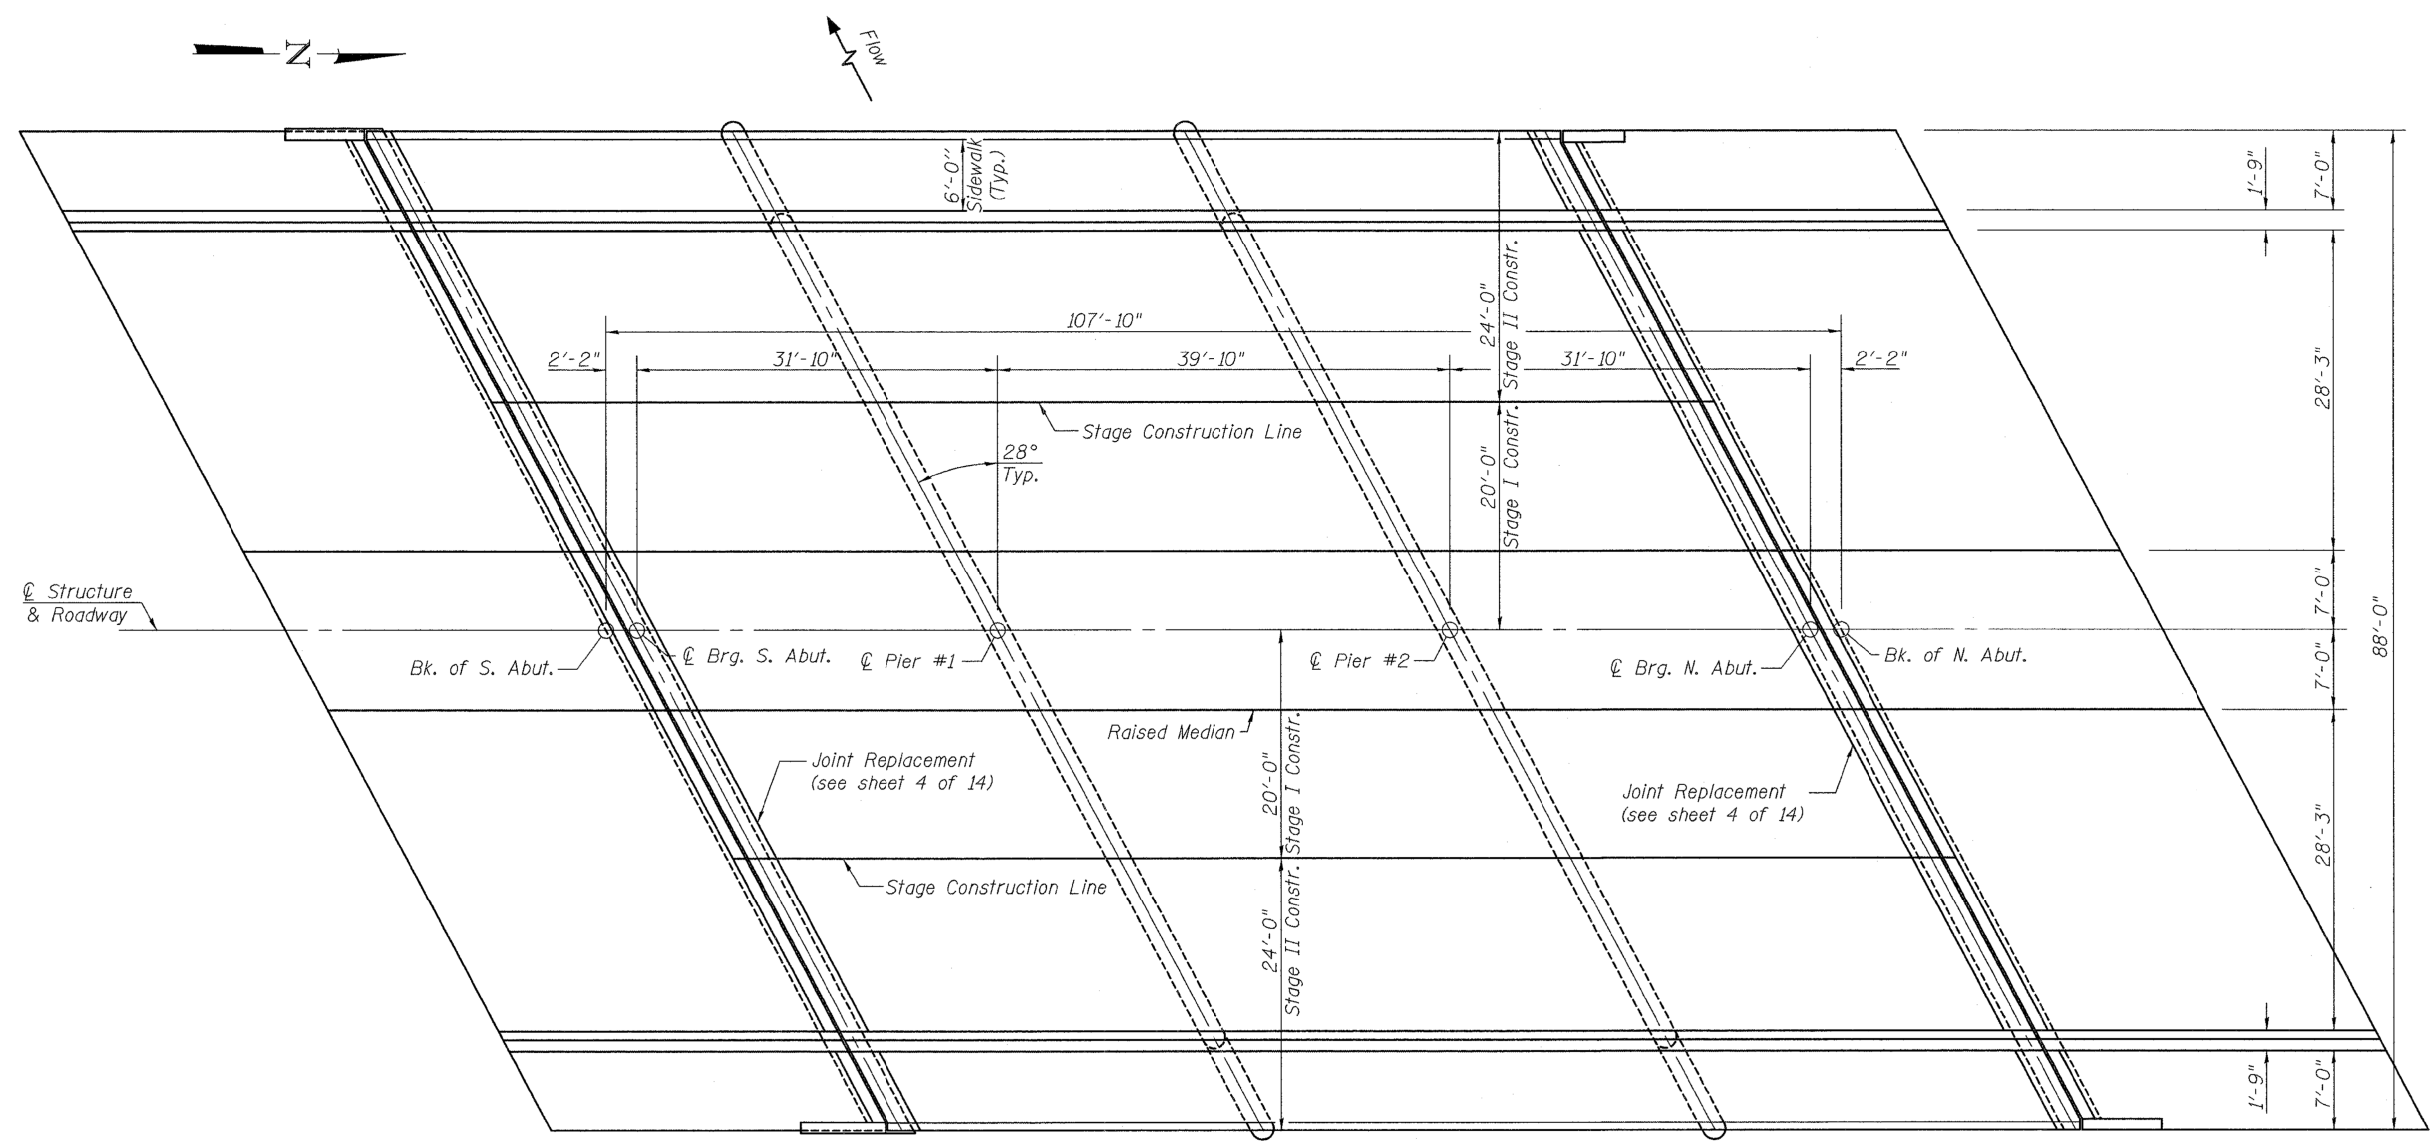 N
Flow
6'-0"
Sidewalk
(Typ.)
1'-9"
7'-0"
24'-0"
Stage II Constr.
107'-10"
2'-2"
31'-10"
39'-10"
31'-10"
2'-2"
28'-3"
Stage Construction Line
20'-0"
Stage I Constr.
28°
Typ.
℄ Structure
& Roadway
7'-0"
88'-0"
Bk. of S. Abut.
℄ Brg. S. Abut.
℄ Pier #1
℄ Pier #2
℄ Brg. N. Abut.
Bk. of N. Abut.
7'-0"
Raised Median
Joint Replacement
(see sheet 4 of 14)
20'-0"
Stage I Constr.
Joint Replacement
(see sheet 4 of 14)
28'-3"
Stage Construction Line
24'-0"
Stage II Constr.
1'-9"
7'-0"